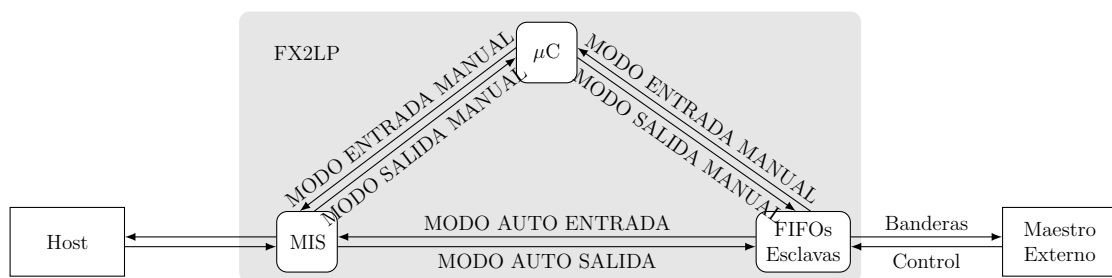 FX2LP
μC
MODO ENTRADA MANUAL
MODO SALIDA MANUAL
MODO ENTRADA MANUAL
MODO SALIDA MANUAL
Host
MIS
MODO AUTO ENTRADA
MODO AUTO SALIDA
FIFOs
Esclavas
Banderas
Control
Maestro
Externo